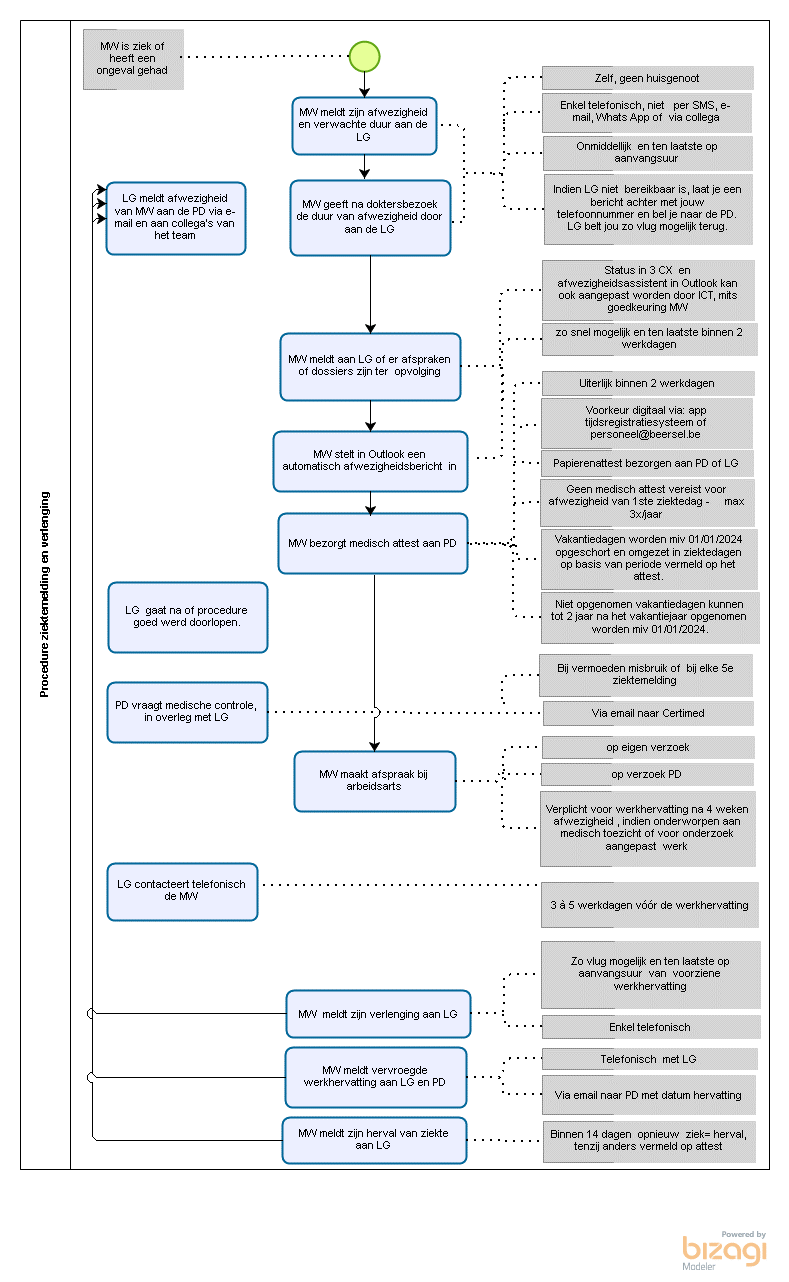 Procedure ziektemelding en verlenging
MW is ziek of
heeft een
ongeval gehad
MW meldt zijn afwezigheid
en verwachte duur aan de
LG
Zelf, geen huisgenoot
Enkel telefonisch, niet per SMS, e-
mail, Whats App of via collega
Onmiddellijk en ten laatste op
aanvangsuur
Indien LG niet bereikbaar is, laat je een
bericht achter met jouw
telefoonnummer en bel je naar de PD.
LG belt jou zo vlug mogelijk terug.
LG meldt afwezigheid
van MW aan de PD via e-
mail en aan collega's van
het team
MW geeft na doktersbezoek
de duur van afwezigheid door
aan de LG
Status in 3 CX en
afwezigheidsassistent in Outlook kan
ook aangepast worden door ICT, mits
goedkeuring MW
zo snel mogelijk en ten laatste binnen 2
werkdagen
MW meldt aan LG of er afspraken
of dossiers zijn ter opvolging
Uiterlijk binnen 2 werkdagen
Voorkeur digitaal via: app
tijdsregistratiesysteem of
personeel@beersel.be
MW stelt in Outlook een
automatisch afwezigheidsbericht in
Papierenattest bezorgen aan PD of LG
Geen medisch attest vereist voor
afwezigheid van 1ste ziektedag - max
3x/jaar
MW bezorgt medisch attest aan PD
Vakantiedagen worden miv 01/01/2024
opgeschort en omgezet in ziektedagen
op basis van periode vermeld op het
attest.
Niet opgenomen vakantiedagen kunnen
tot 2 jaar na het vakantiejaar opgenomen
worden miv 01/01/2024.
LG gaat na of procedure
goed werd doorlopen.
Bij vermoeden misbruik of bij elke 5e
ziektemelding
PD vraagt medische controle,
in overleg met LG
Via email naar Certimed
op eigen verzoek
MW maakt afspraak bij
arbeidsarts
op verzoek PD
Verplicht voor werkhervatting na 4 weken
afwezigheid , indien onderworpen aan
medisch toezicht of voor onderzoek
aangepast werk
LG contacteert telefonisch
de MW
3 à 5 werkdagen vóór de werkhervatting
Zo vlug mogelijk en ten laatste op
aanvangsuur van voorziene
werkhervatting
MW meldt zijn verlenging aan LG
Enkel telefonisch
MW meldt vervroegde
werkhervatting aan LG en PD
Telefonisch met LG
Via email naar PD met datum hervatting
MW meldt zijn herval van ziekte
aan LG
Binnen 14 dagen opnieuw ziek= herval,
tenzij anders vermeld op attest
Powered by
bizagi
Modeler